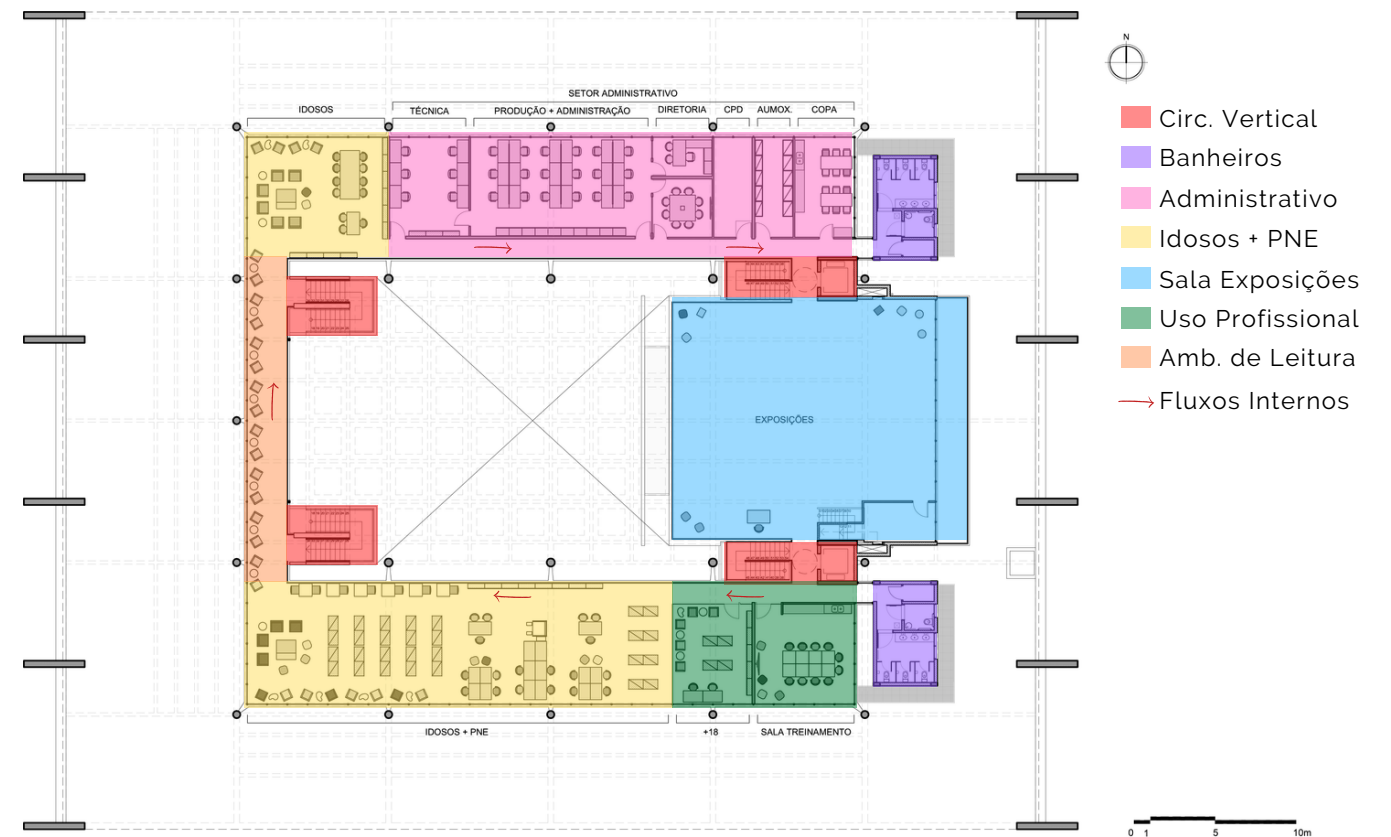 N
SETOR ADMINISTRATIVO
IDOSOS
TÉCNICA
PRODUÇÃO + ADMINISTRAÇÃO
DIRETORIA
CPD
AUMOX.
COPA
Circ. Vertical
Banheiros
Administrativo
Idosos + PNE
Sala Exposições
Uso Profissional
Amb. de Leitura
Fluxos Internos
EXPOSIÇÕES
IDOSOS + PNE
+18
SALA TREINAMENTO
0 1 5 10m